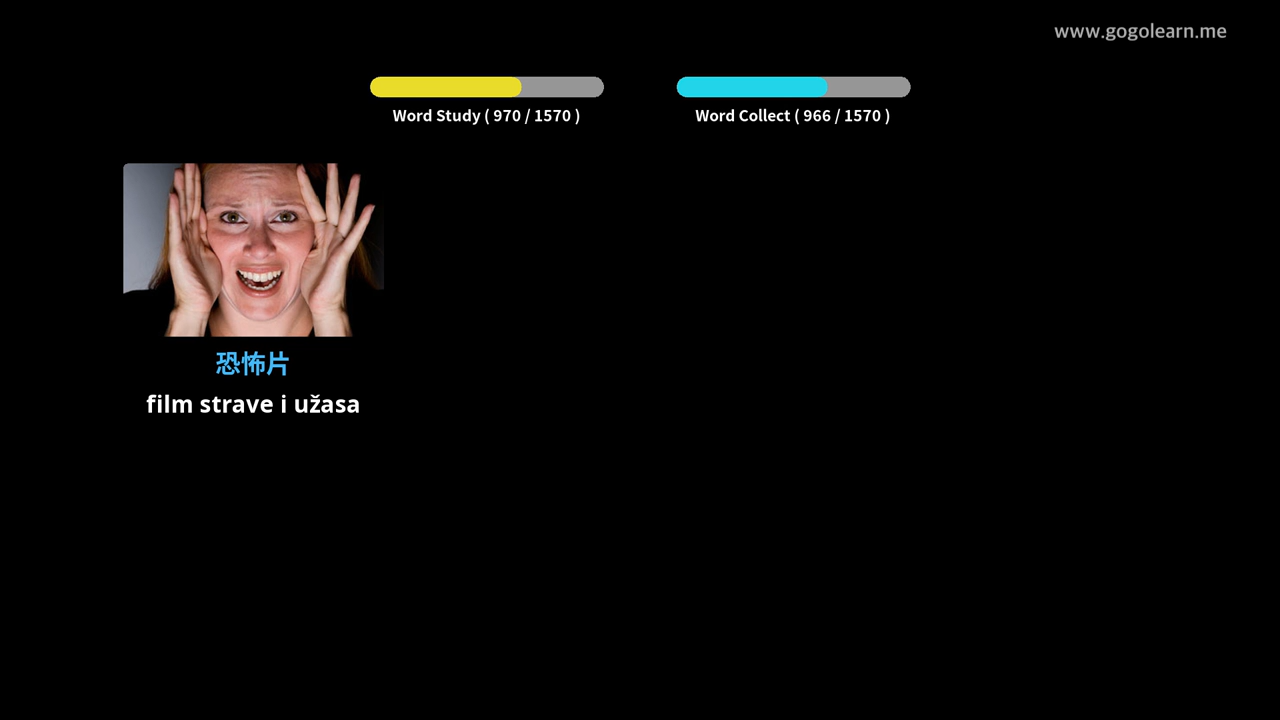 www.gogolearn.me
Word Study ( 970 / 1570 )
Word Collect ( 966 / 1570 )
恐怖片
film strave i užasa